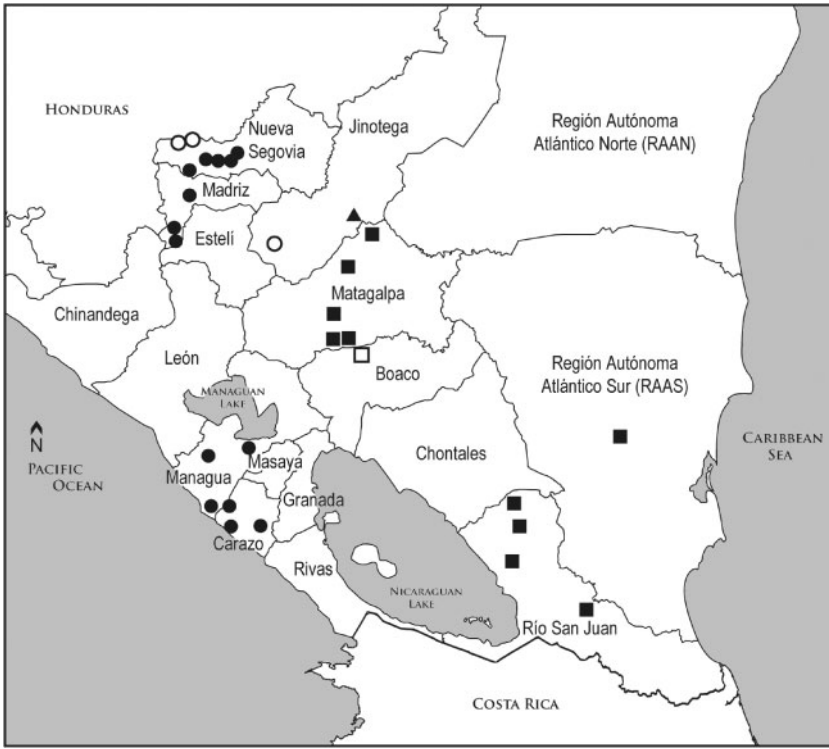 HONDURAS
Nueva
Segovia
Jinotega
Región Autónoma
Atlántico Norte (RAAN)
Madriz
Estelí
Matagalpa
Chinandega
León
Boaco
Región Autónoma
Atlántico Sur (RAAS)
MANAGUAN
LAKE
N
PACIFIC
OCEAN
Managua
Masaya
Chontales
CARIBBEAN
SEA
Granada
Carazo
Rivas
NICARAGUAN
LAKE
Río San Juan
COSTA RICA